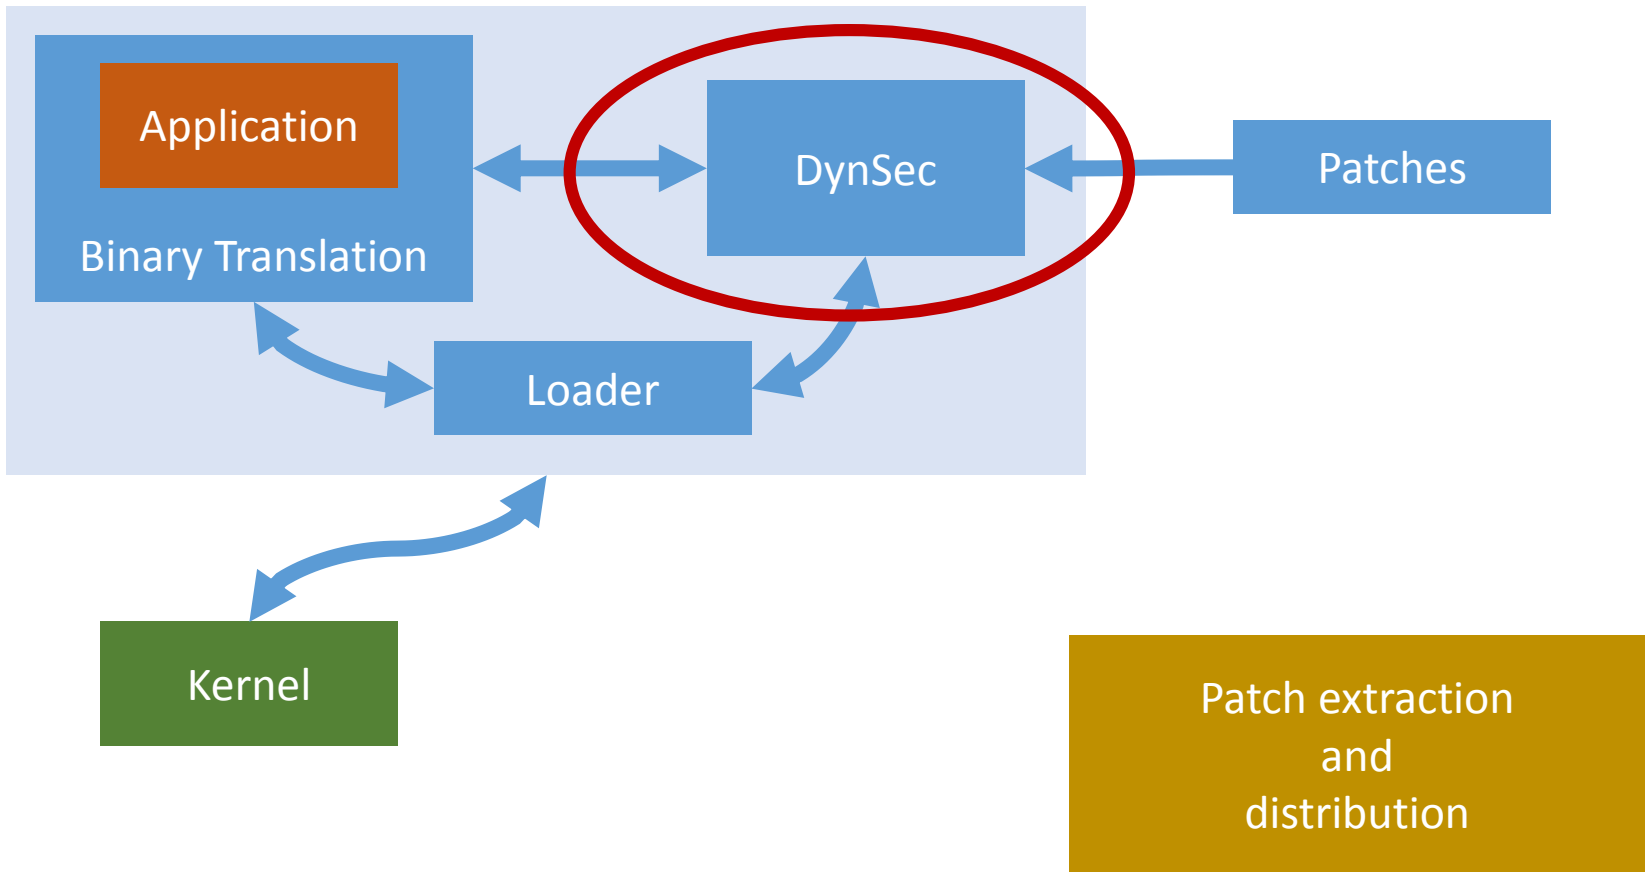 Application
Binary Translation
DynSec
Patches
Loader
Kernel
Patch extraction
and
distribution